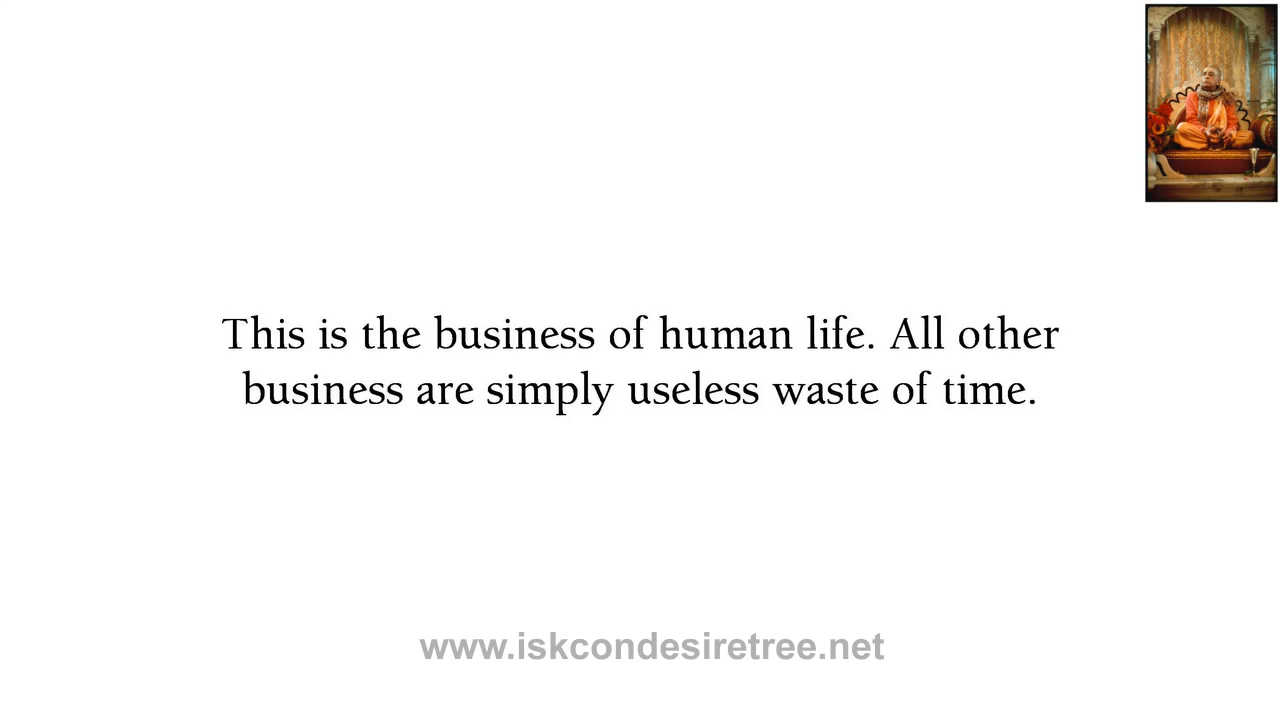 This is the business of human life. All other
business are simply useless waste of time.
www.iskcondesiretree.net